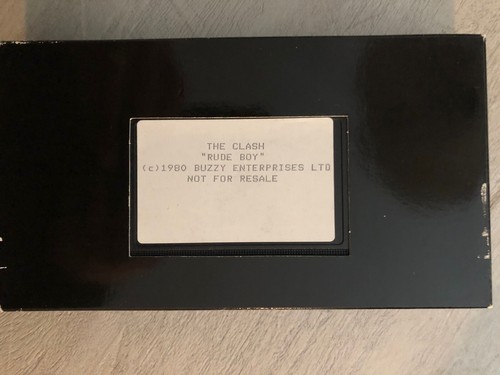 THE CLASH
"RUDE BOY"
(c)1980 BUZZY ENTERPRISES LTD
NOT FOR RESALE